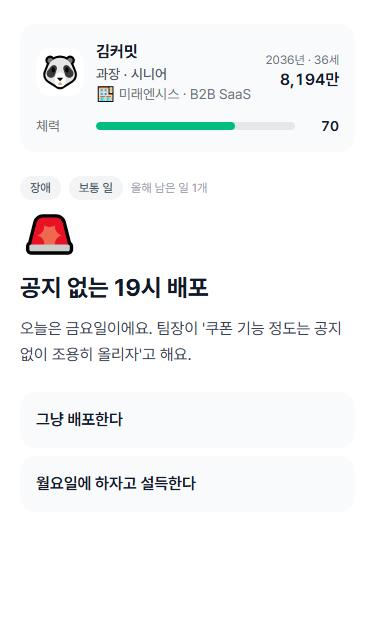 김커밋
2036년 · 36세
과장 · 시니어
8,194만
미래엔시스 · B2B SaaS
체력
70
장애
보통 일
올해 남은 일 1개
공지 없는 19시 배포
오늘은 금요일이에요. 팀장이 '쿠폰 기능 정도는 공지
없이 조용히 올리자'고 해요.
그냥 배포한다
월요일에 하자고 설득한다